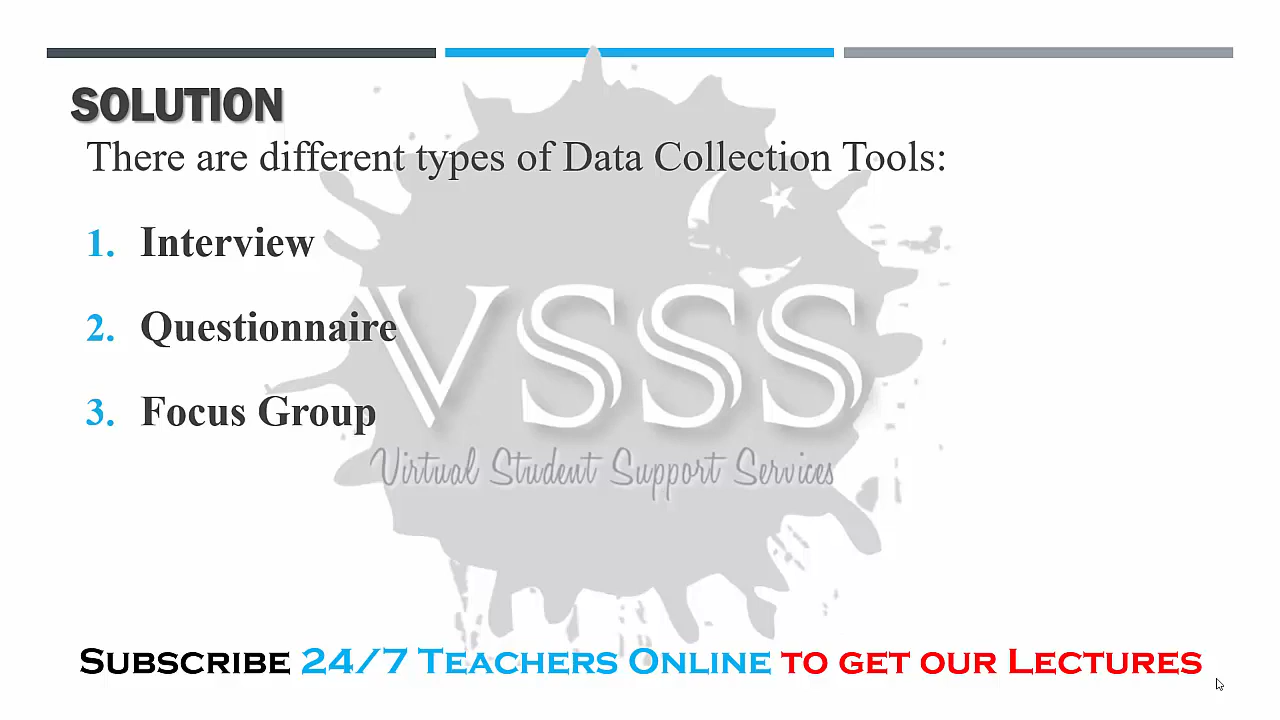 SOLUTION
There are different types of Data Collection Tools:
1. Interview
2. Questionnaire
3. Focus Group
VSSS
Virtual Student Support Services
Subscribe 24/7 Teachers Online to get our Lectures